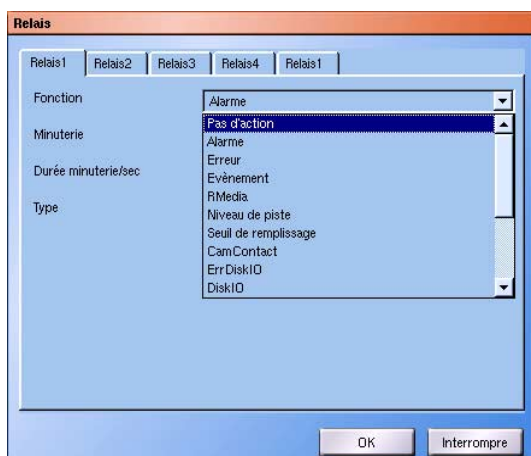 Relais
Relais1 Relais2 Relais3 Relais4 Relais1
Fonction Alarme
Pas d'action
Minuterie Alarme
Erreur
Durée minuterie/sec Evènement
RMedia
Type Niveau de piste
Seuil de remplissage
CamContact
ErrDiskIO
DiskIO
OK Interrompre